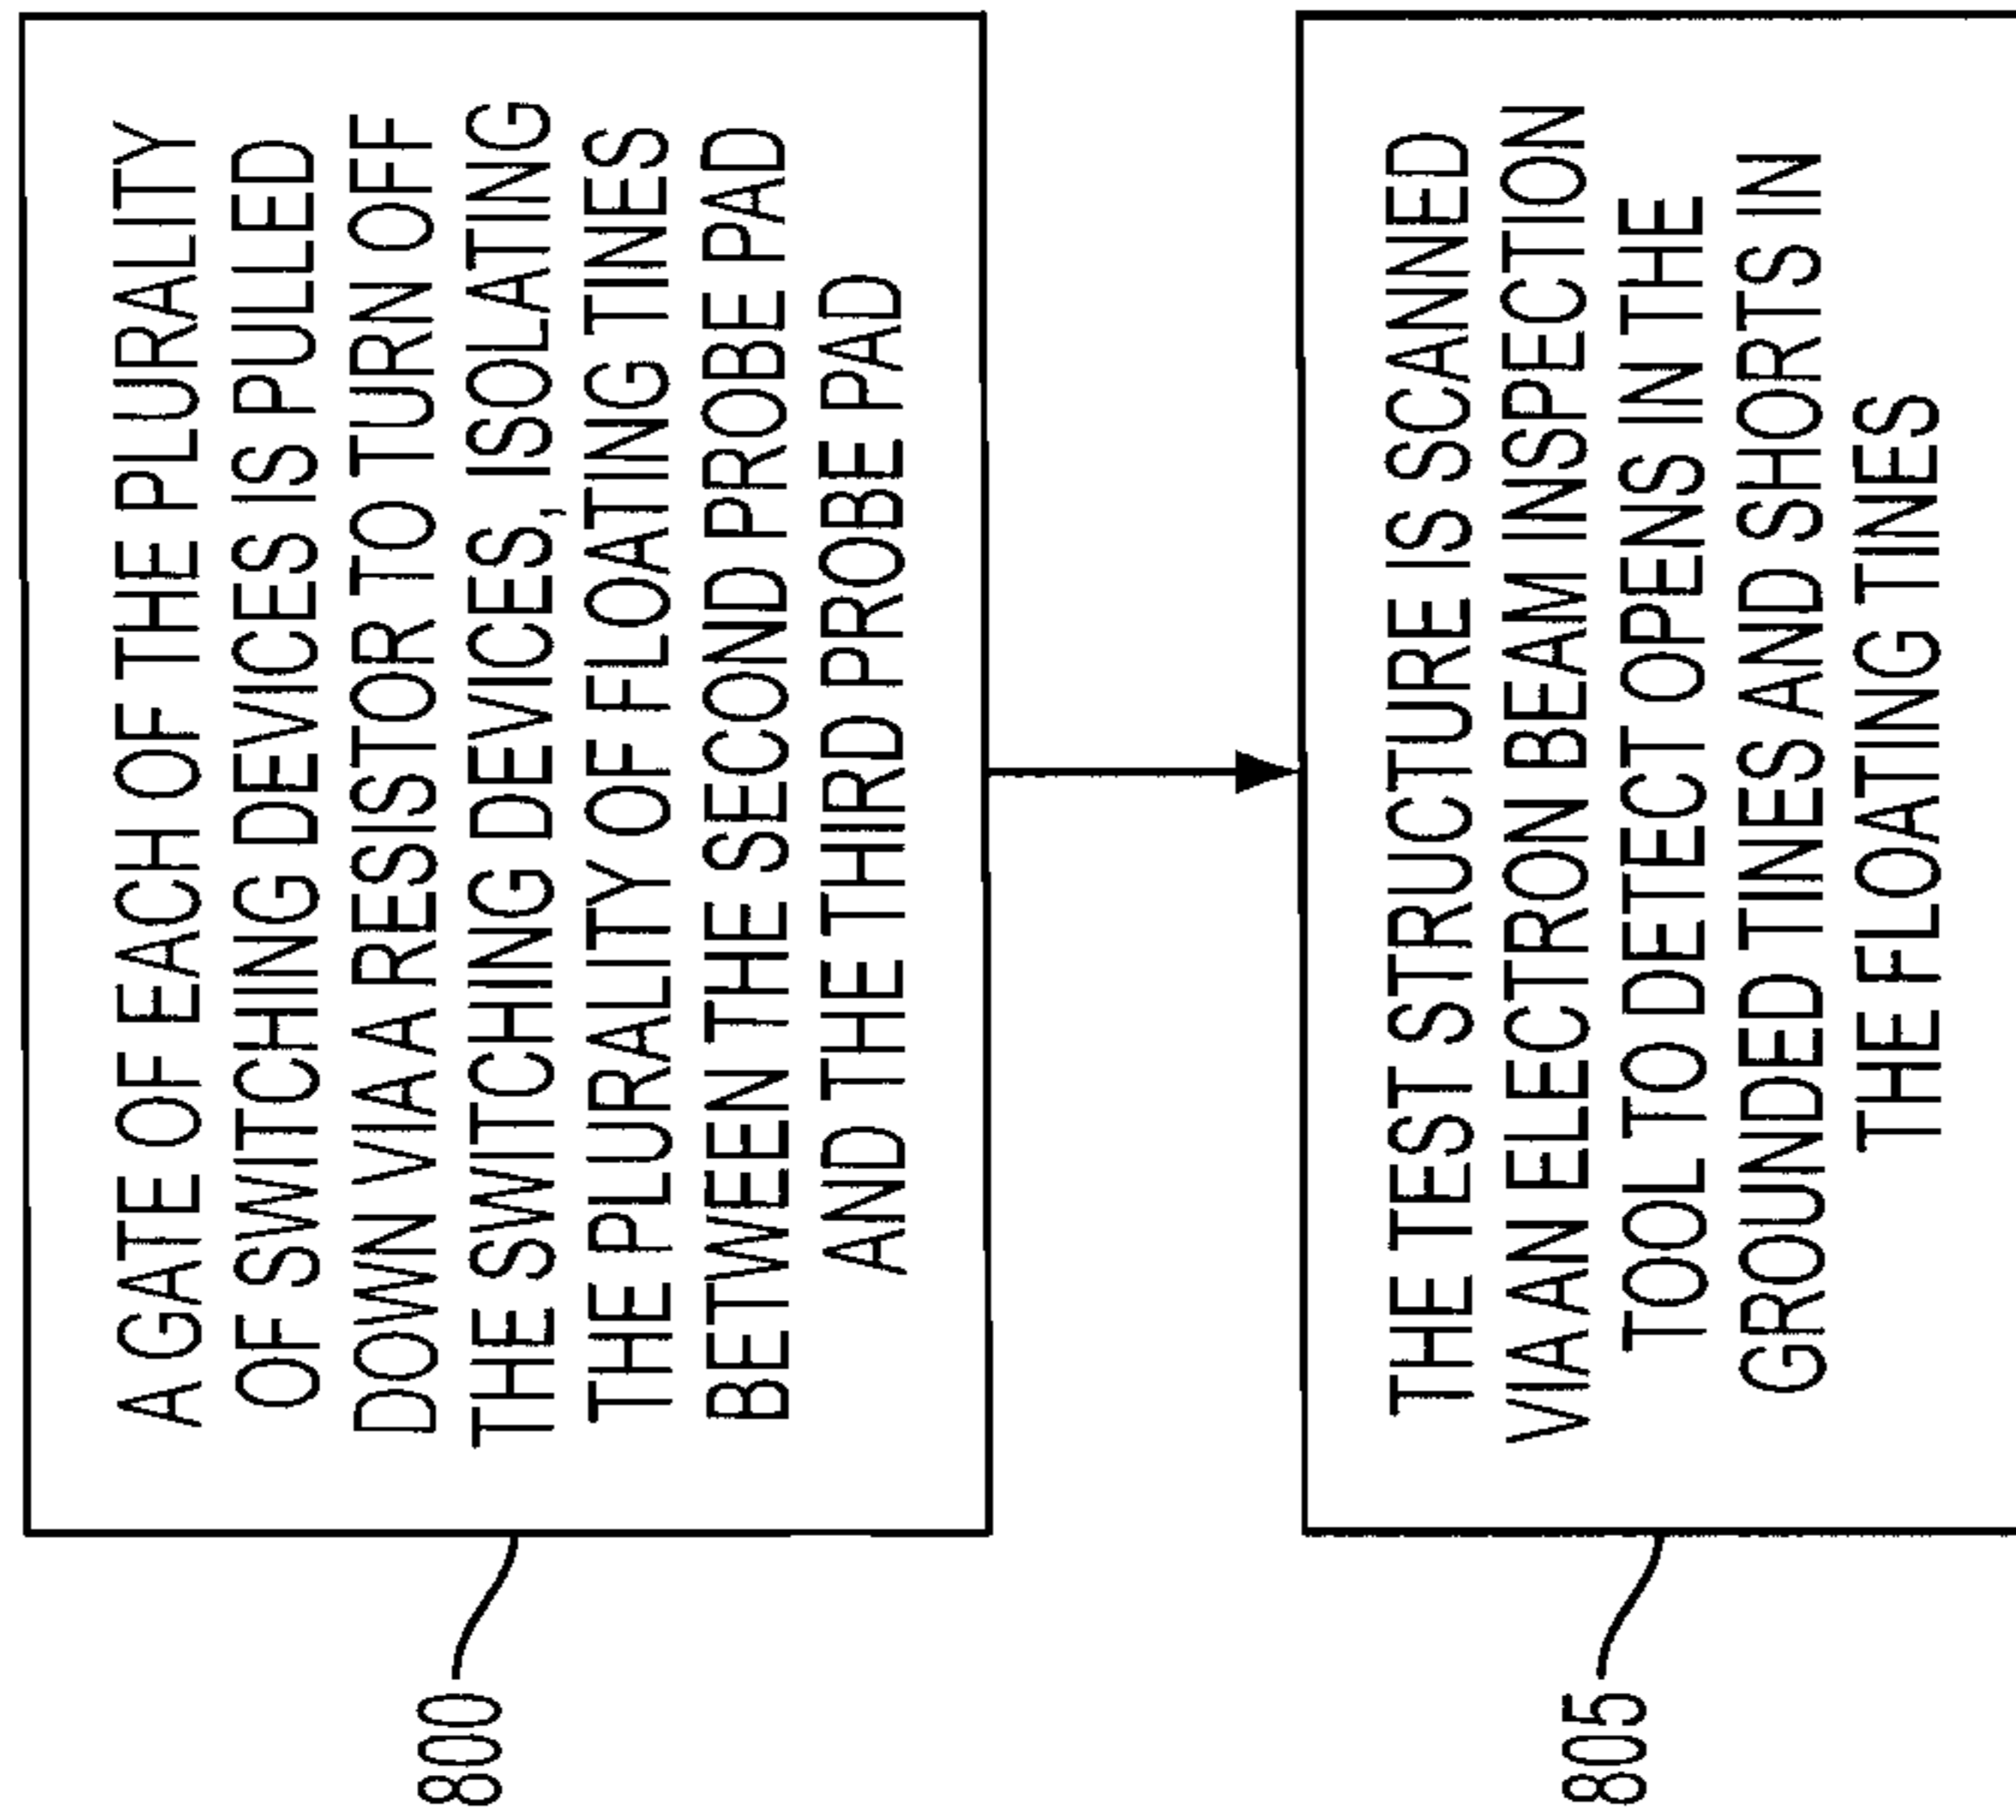 A GATE OF EACH OF THE PLURALITY
OF SWITCHING DEVICES IS PULLED
DOWN VIA A RESISTOR TO TURN OFF
THE SWITCHING DEVICES, ISOLATING
THE PLURALITY OF FLOATING TINES
BETWEEN THE SECOND PROBE PAD
AND THE THIRD PROBE PAD
800
THE TEST STRUCTURE IS SCANNED
VIA AN ELECTRON BEAM INSPECTION
TOOL TO DETECT OPENS IN THE
GROUNDED TINES AND SHORTS IN
THE FLOATING TINES
805